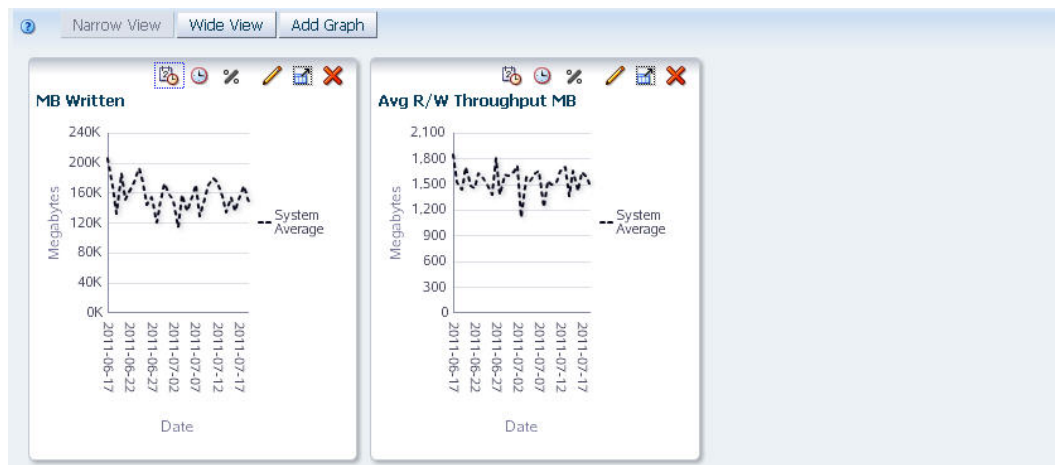 Narrow View
Wide View
Add Graph
MB Written
240K
200K
160K
120K
80K
40K
0K
Megabytes
System
Average
2011-06-17
2011-06-22
2011-06-27
2011-07-02
2011-07-07
2011-07-12
2011-07-17
Date
Avg R/W Throughput MB
2,100
1,800
1,500
1,200
900
600
300
0
Megabytes
System
Average
2011-06-17
2011-06-22
2011-06-27
2011-07-02
2011-07-07
2011-07-12
2011-07-17
Date